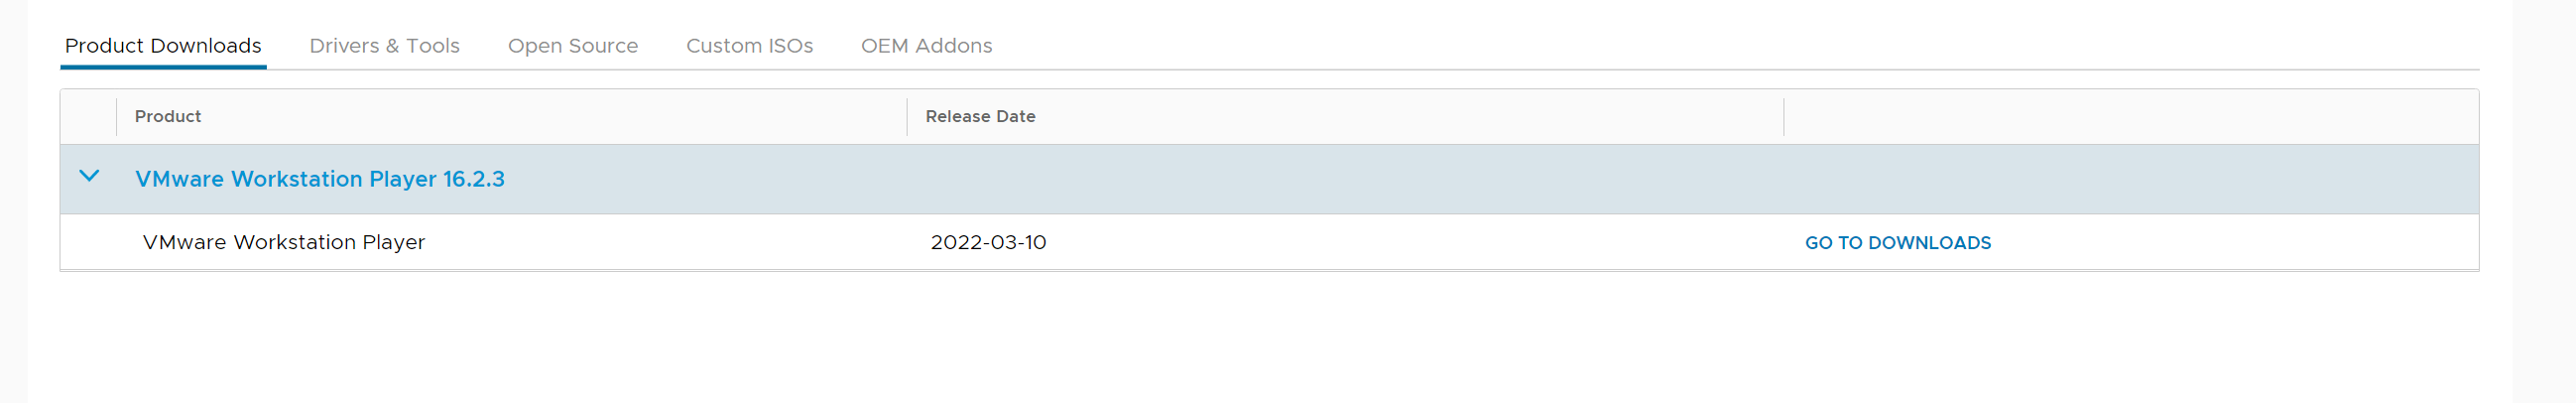 Product Downloads Drivers & Tools Open Source Custom ISOs OEM Addons
Product Release Date
VMware Workstation Player 16.2.3
VMware Workstation Player 2022-03-10 GO TO DOWNLOADS